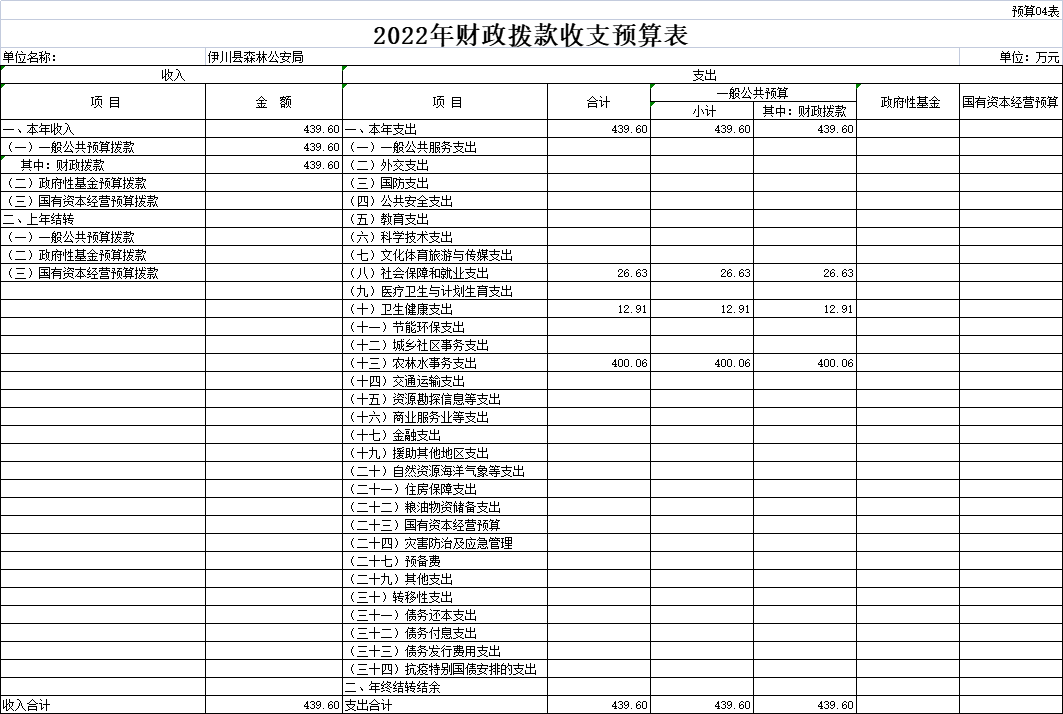 预算04表
2022年财政拨款收支预算表
单位名称： 伊川县森林公安局 单位：万元
收入 支出
项 目 金 额 项 目 合计 一般公共预算 政府性基金 国有资本经营预算
小计 其中：财政拨款
一、本年收入 439.60 一、本年支出 439.60 439.60 439.60
（一）一般公共预算拨款 439.60 （一）一般公共服务支出
其中：财政拨款 439.60 （二）外交支出
（二）政府性基金预算拨款 （三）国防支出
（三）国有资本经营预算拨款 （四）公共安全支出
二、上年结转 （五）教育支出
（一）一般公共预算拨款 （六）科学技术支出
（二）政府性基金预算拨款 （七）文化体育旅游与传媒支出
（三）国有资本经营预算拨款 （八）社会保障和就业支出 26.63 26.63 26.63
（九）医疗卫生与计划生育支出
（十）卫生健康支出 12.91 12.91 12.91
（十一）节能环保支出
（十二）城乡社区事务支出
（十三）农林水事务支出 400.06 400.06 400.06
（十四）交通运输支出
（十五）资源勘探信息等支出
（十六）商业服务业等支出
（十七）金融支出
（十九）援助其他地区支出
（二十）自然资源海洋气象等支出
（二十一）住房保障支出
（二十二）粮油物资储备支出
（二十三）国有资本经营预算
（二十四）灾害防治及应急管理
（二十七）预备费
（二十九）其他支出
（三十）转移性支出
（三十一）债务还本支出
（三十二）债务付息支出
（三十三）债务发行费用支出
（三十四）抗疫特别国债安排的支出
二、年终结转结余
收入合计 439.60 支出合计 439.60 439.60 439.60